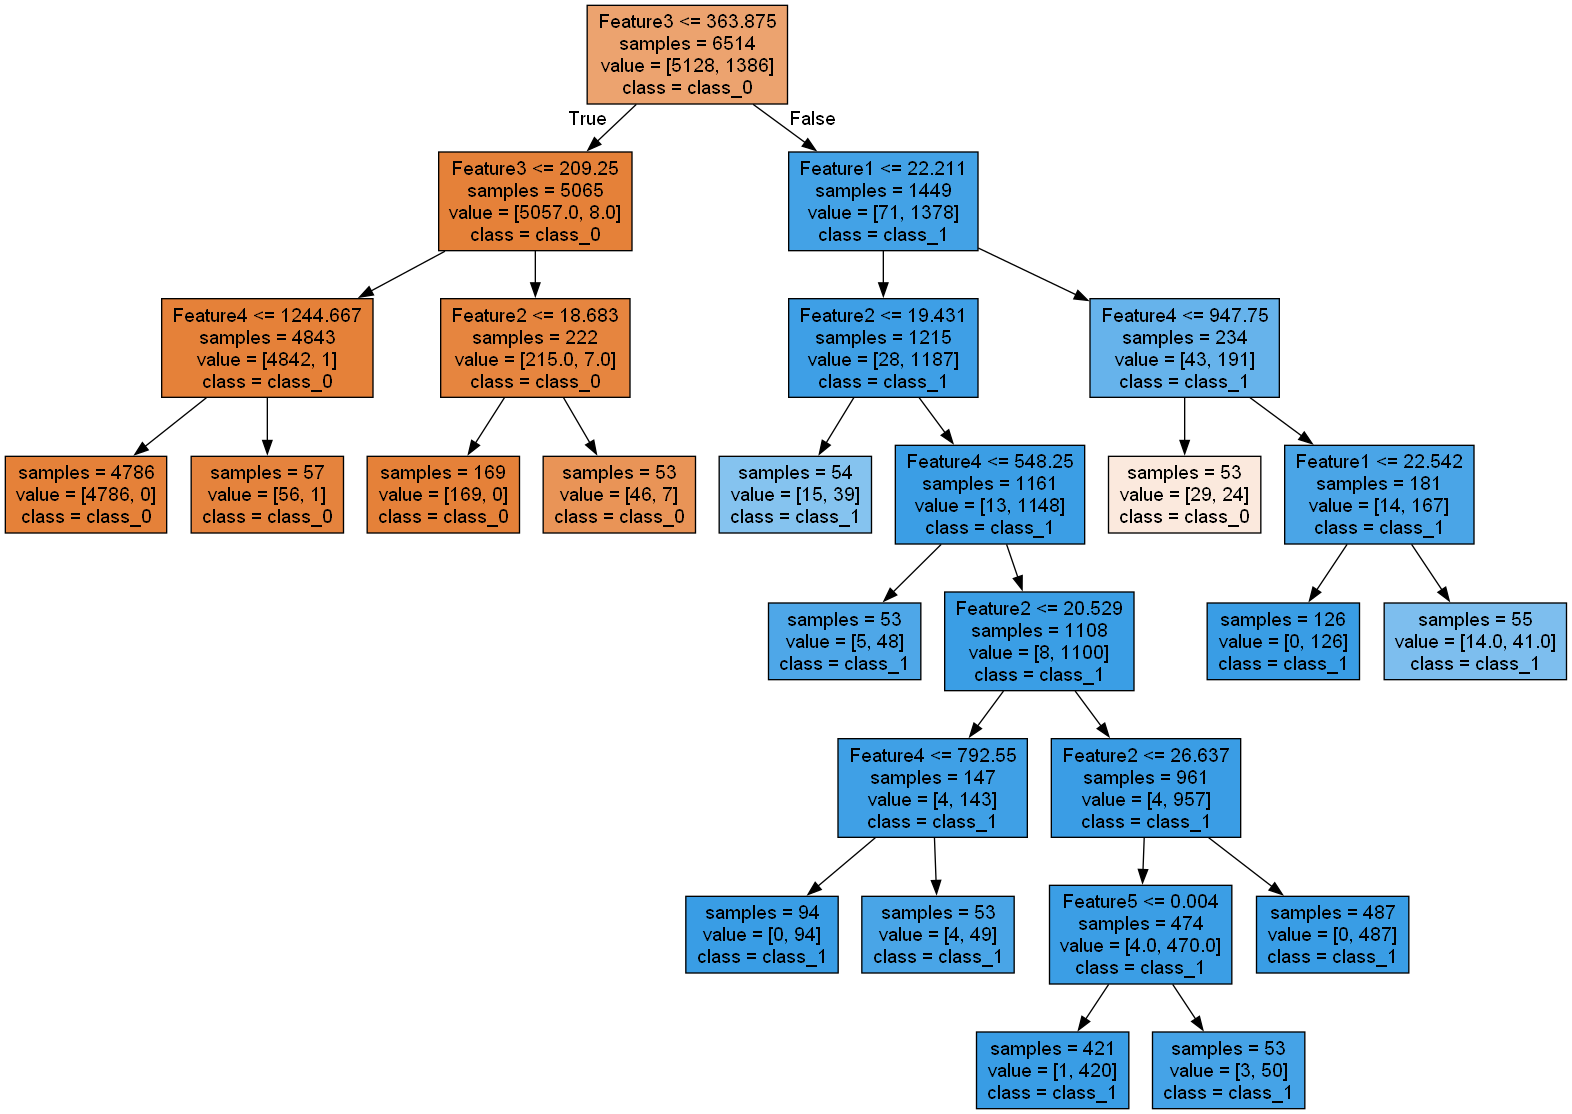 Feature3 <= 363.875
samples = 6514
value = [5128, 1386]
class = class_0
True
False
Feature3 <= 209.25
samples = 5065
value = [5057.0, 8.0]
class = class_0
Feature1 <= 22.211
samples = 1449
value = [71, 1378]
class = class_1
Feature4 <= 1244.667
samples = 4843
value = [4842, 1]
class = class_0
Feature2 <= 18.683
samples = 222
value = [215.0, 7.0]
class = class_0
Feature2 <= 19.431
samples = 1215
value = [28, 1187]
class = class_1
Feature4 <= 947.75
samples = 234
value = [43, 191]
class = class_1
samples = 4786
value = [4786, 0]
class = class_0
samples = 57
value = [56, 1]
class = class_0
samples = 169
value = [169, 0]
class = class_0
samples = 53
value = [46, 7]
class = class_0
samples = 54
value = [15, 39]
class = class_1
Feature4 <= 548.25
samples = 1161
value = [13, 1148]
class = class_1
samples = 53
value = [29, 24]
class = class_0
Feature1 <= 22.542
samples = 181
value = [14, 167]
class = class_1
samples = 53
value = [5, 48]
class = class_1
Feature2 <= 20.529
samples = 1108
value = [8, 1100]
class = class_1
samples = 126
value = [0, 126]
class = class_1
samples = 55
value = [14.0, 41.0]
class = class_1
Feature4 <= 792.55
samples = 147
value = [4, 143]
class = class_1
Feature2 <= 26.637
samples = 961
value = [4, 957]
class = class_1
samples = 94
value = [0, 94]
class = class_1
samples = 53
value = [4, 49]
class = class_1
Feature5 <= 0.004
samples = 474
value = [4.0, 470.0]
class = class_1
samples = 487
value = [0, 487]
class = class_1
samples = 421
value = [1, 420]
class = class_1
samples = 53
value = [3, 50]
class = class_1